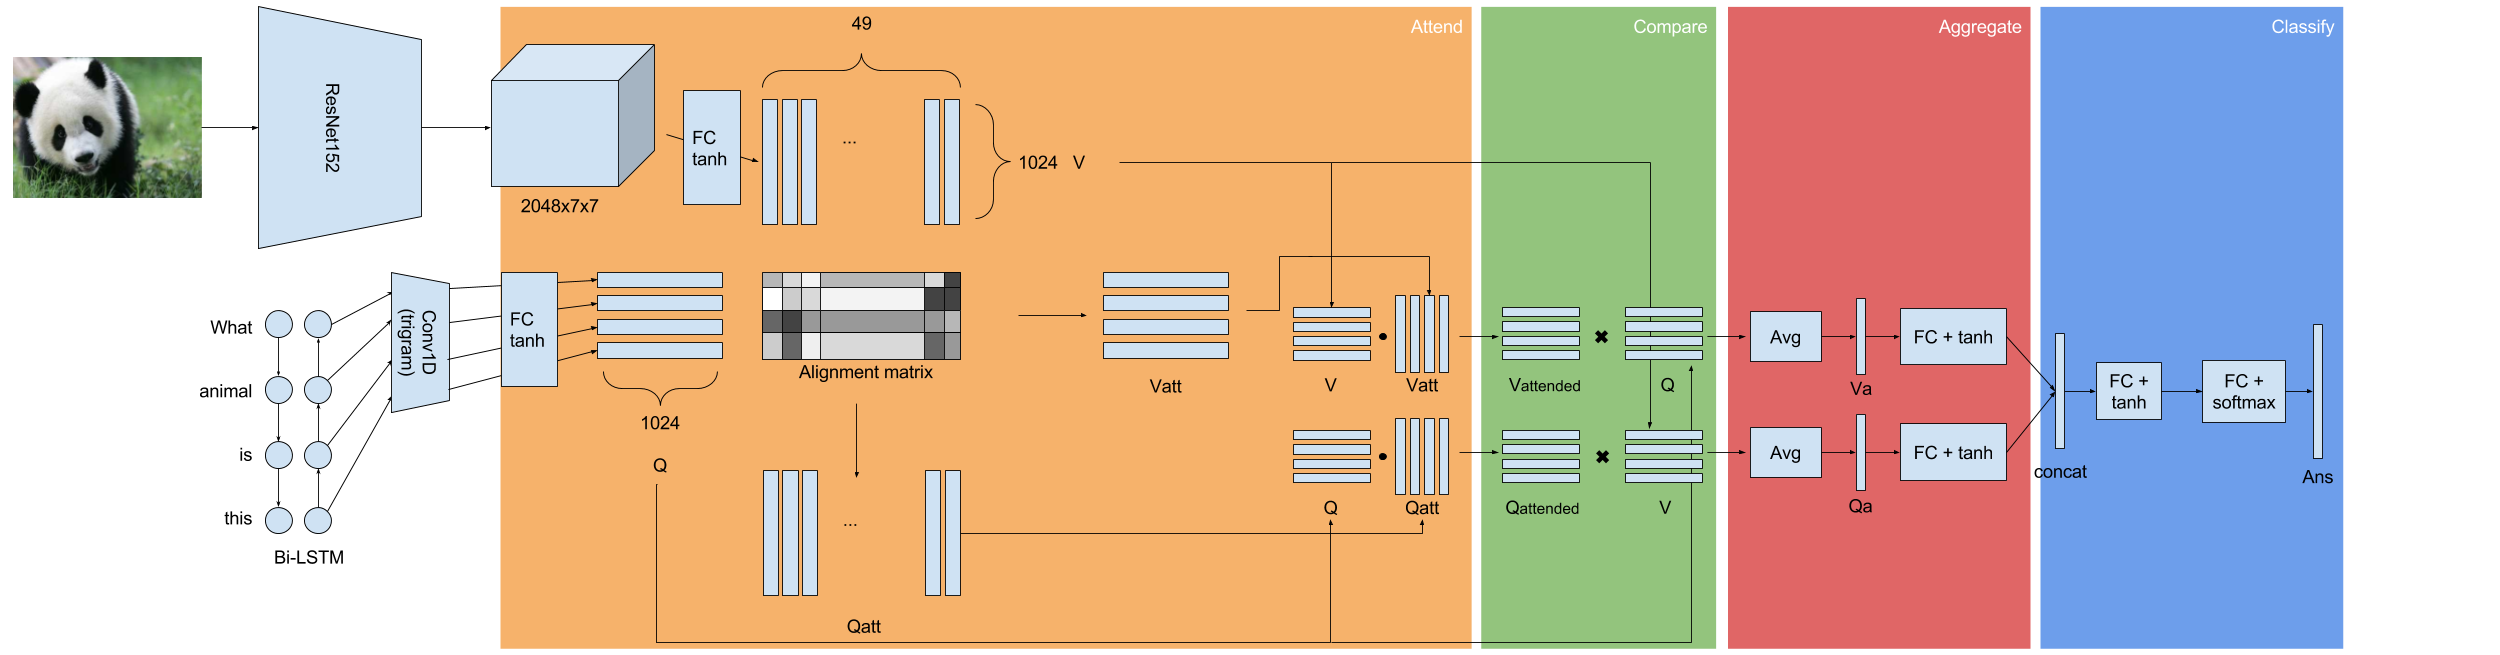 Attend
Compare
Aggregate
Classify
49
ResNet152
FC
tanh
...
1024 V
2048x7x7
What
animal
is
this
Bi-LSTM
Conv1D
(trigram)
FC
tanh
1024
Q
Alignment matrix
Vatt
...
Qatt
V
Vatt
Q
Qatt
Vattended
Q
Qattended
V
Avg
Va
FC + tanh
Avg
Qa
FC + tanh
concat
FC +
tanh
FC +
softmax
Ans